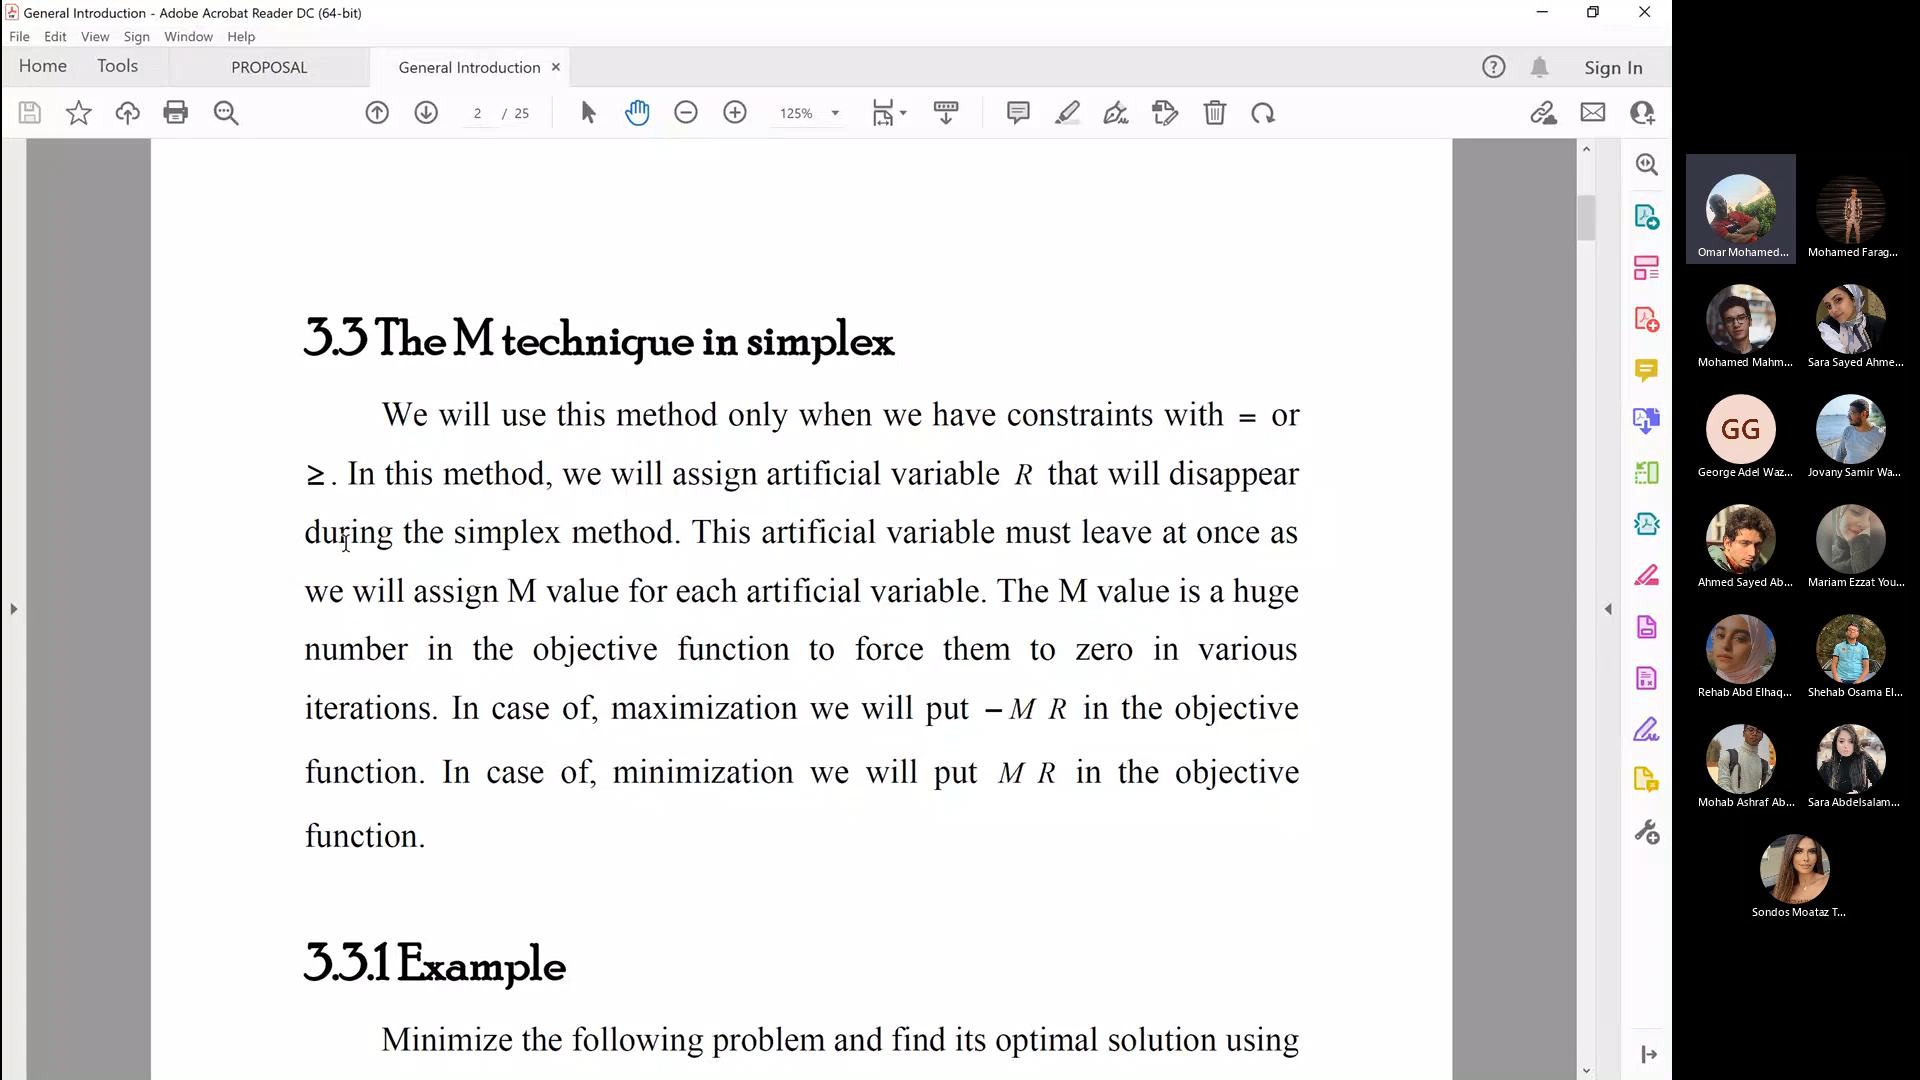 General Introduction - Adobe Acrobat Reader DC (64-bit)
File Edit View Sign Window Help
Home Tools PROPOSAL General Introduction × Sign In
2 / 25 125%
3.3 The M technique in simplex
We will use this method only when we have constraints with = or
≥. In this method, we will assign artificial variable R that will disappear
during the simplex method. This artificial variable must leave at once as
we will assign M value for each artificial variable. The M value is a huge
number in the objective function to force them to zero in various
iterations. In case of, maximization we will put − M R in the objective
function. In case of, minimization we will put M R in the objective
function.
3.3.1 Example
Minimize the following problem and find its optimal solution using
Omar Mohamed... Mohamed Farag...
Mohamed Mahm... Sara Sayed Ahme...
GG
George Adel Waz... Jovany Samir Wa...
Ahmed Sayed Ab... Mariam Ezzat You...
Rehab Abd Elhaq... Shehab Osama El...
Mohab Ashraf Ab... Sara Abdelsalam...
Sondos Moataz T...